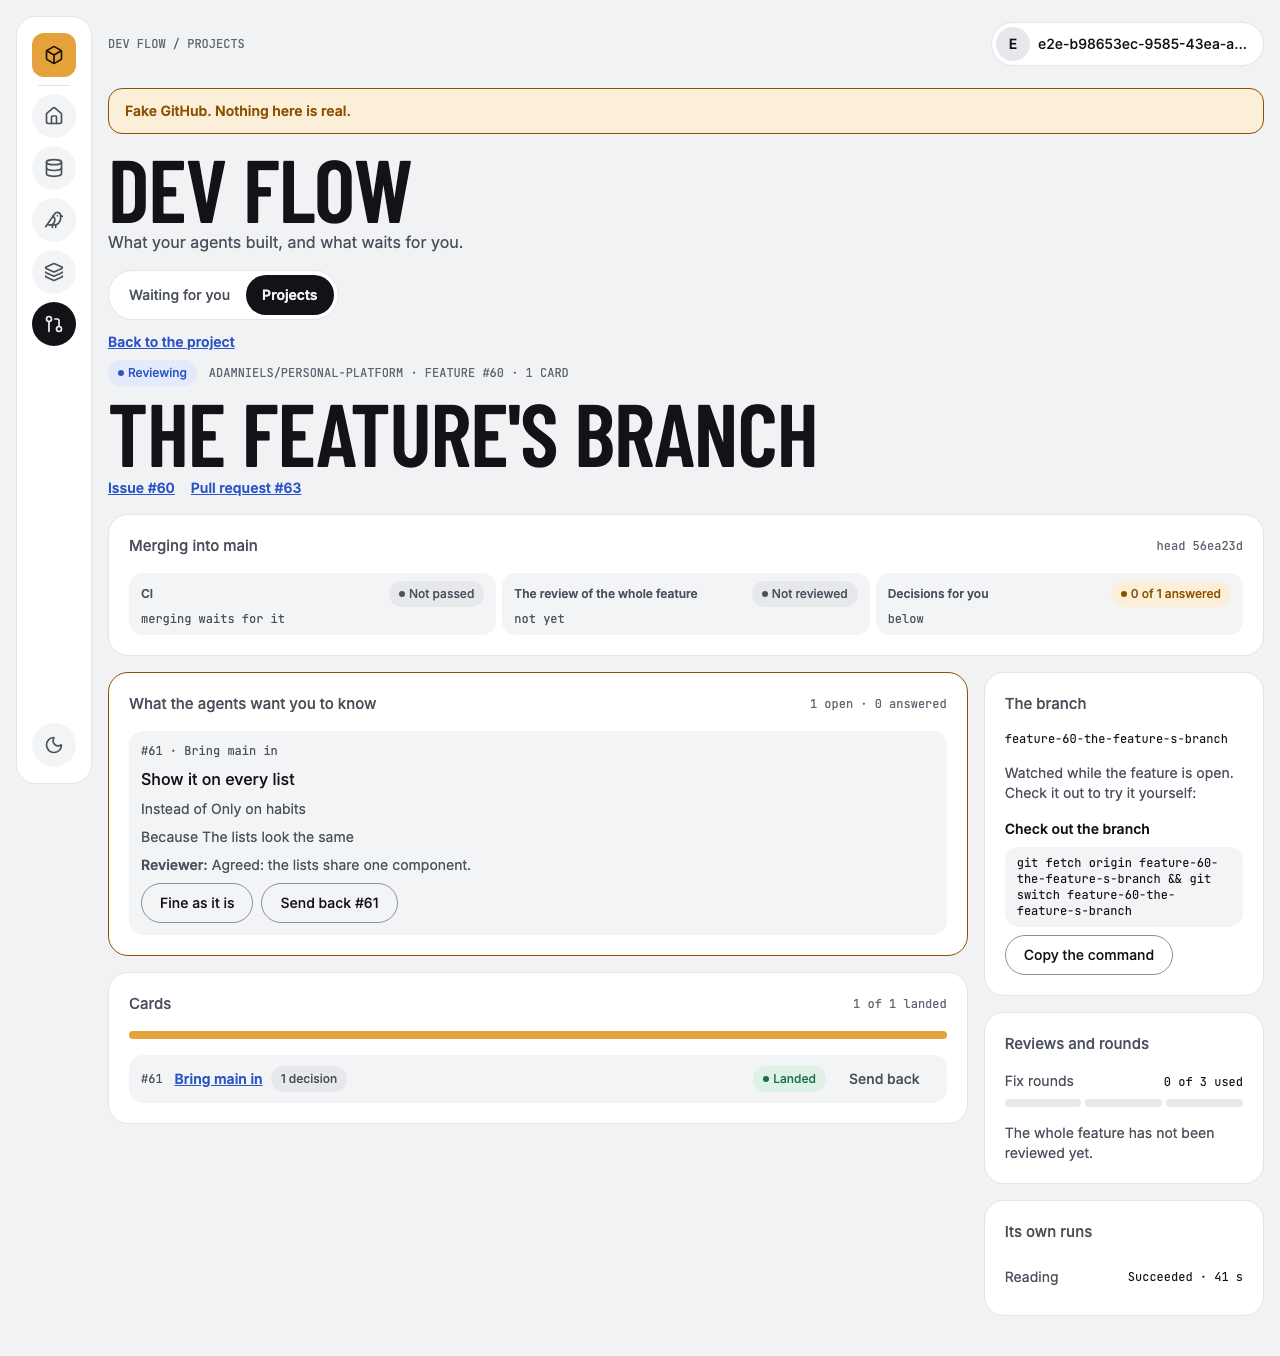 DEV FLOW / PROJECTS
E e2e-b98653ec-9585-43ea-a...
Fake GitHub. Nothing here is real.
DEV FLOW
What your agents built, and what waits for you.
Waiting for you Projects
Back to the project
Reviewing ADAMNIELS/PERSONAL-PLATFORM · FEATURE #60 · 1 CARD
THE FEATURE'S BRANCH
Issue #60 Pull request #63
Merging into main head 56ea23d
CI Not passed
merging waits for it
The review of the whole feature Not reviewed
not yet
Decisions for you 0 of 1 answered
below
What the agents want you to know 1 open · 0 answered
#61 · Bring main in
Show it on every list
Instead of Only on habits
Because The lists look the same
Reviewer: Agreed: the lists share one component.
Fine as it is Send back #61
Cards 1 of 1 landed
#61 Bring main in 1 decision Landed Send back
The branch
feature-60-the-feature-s-branch
Watched while the feature is open.
Check it out to try it yourself:
Check out the branch
git fetch origin feature-60-
the-feature-s-branch && git
switch feature-60-the-
feature-s-branch
Copy the command
Reviews and rounds
Fix rounds 0 of 3 used
The whole feature has not been
reviewed yet.
Its own runs
Reading Succeeded · 41 s